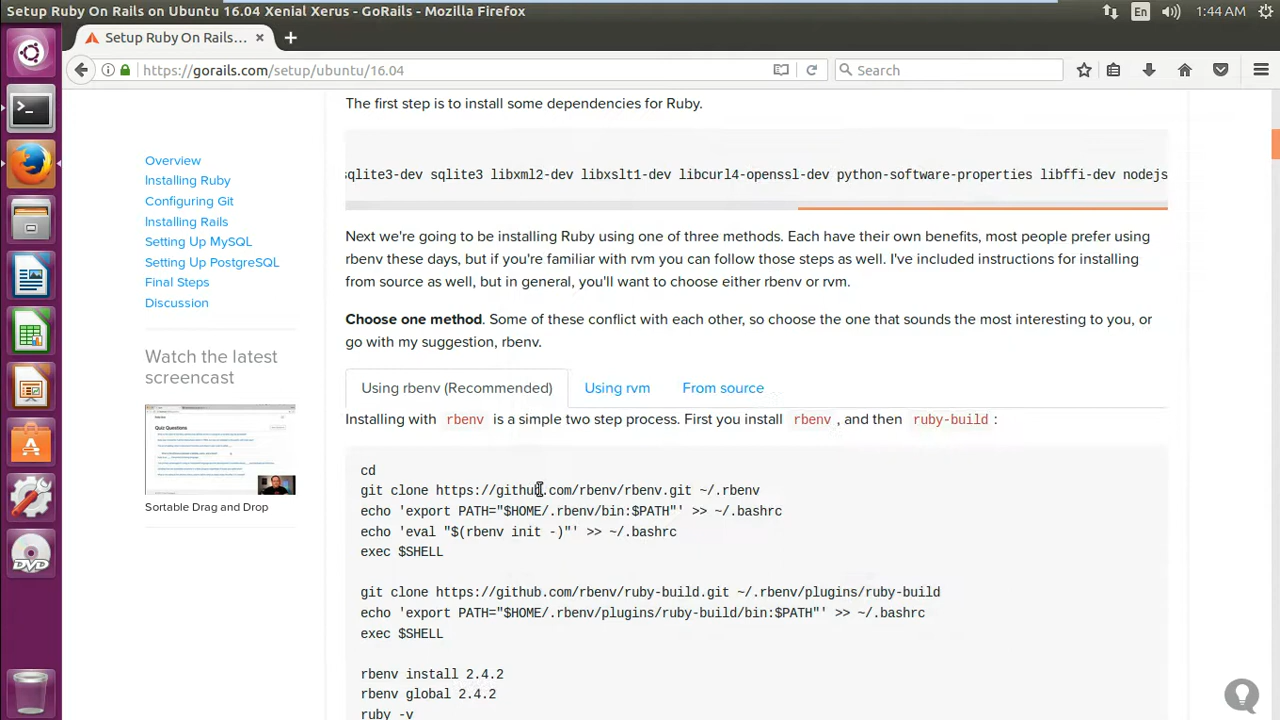 Setup Ruby On Rails on Ubuntu 16.04 Xenial Xerus - GoRails - Mozilla Firefox
En
1:44 AM
Setup Ruby On Rails...
https://gorails.com/setup/ubuntu/16.04
Search
Overview
Installing Ruby
Configuring Git
Installing Rails
Setting Up MySQL
Setting Up PostgreSQL
Final Steps
Discussion
Watch the latest
screencast
Quiz Questions
Sortable Drag and Drop
The first step is to install some dependencies for Ruby.
sqlite3-dev sqlite3 libxml2-dev libxslt1-dev libcurl4-openssl-dev python-software-properties libffi-dev nodejs
Next we're going to be installing Ruby using one of three methods. Each have their own benefits, most people prefer using
rbenv these days, but if you're familiar with rvm you can follow those steps as well. I've included instructions for installing
from source as well, but in general, you'll want to choose either rbenv or rvm.
Choose one method. Some of these conflict with each other, so choose the one that sounds the most interesting to you, or
go with my suggestion, rbenv.
Using rbenv (Recommended)
Using rvm
From source
Installing with rbenv is a simple two step process. First you install rbenv , and then ruby-build :
cd
git clone https://github.com/rbenv/rbenv.git ~/.rbenv
echo 'export PATH="$HOME/.rbenv/bin:$PATH"' >> ~/.bashrc
echo 'eval "$(rbenv init -)"' >> ~/.bashrc
exec $SHELL
git clone https://github.com/rbenv/ruby-build.git ~/.rbenv/plugins/ruby-build
echo 'export PATH="$HOME/.rbenv/plugins/ruby-build/bin:$PATH"' >> ~/.bashrc
exec $SHELL
rbenv install 2.4.2
rbenv global 2.4.2
ruby -v